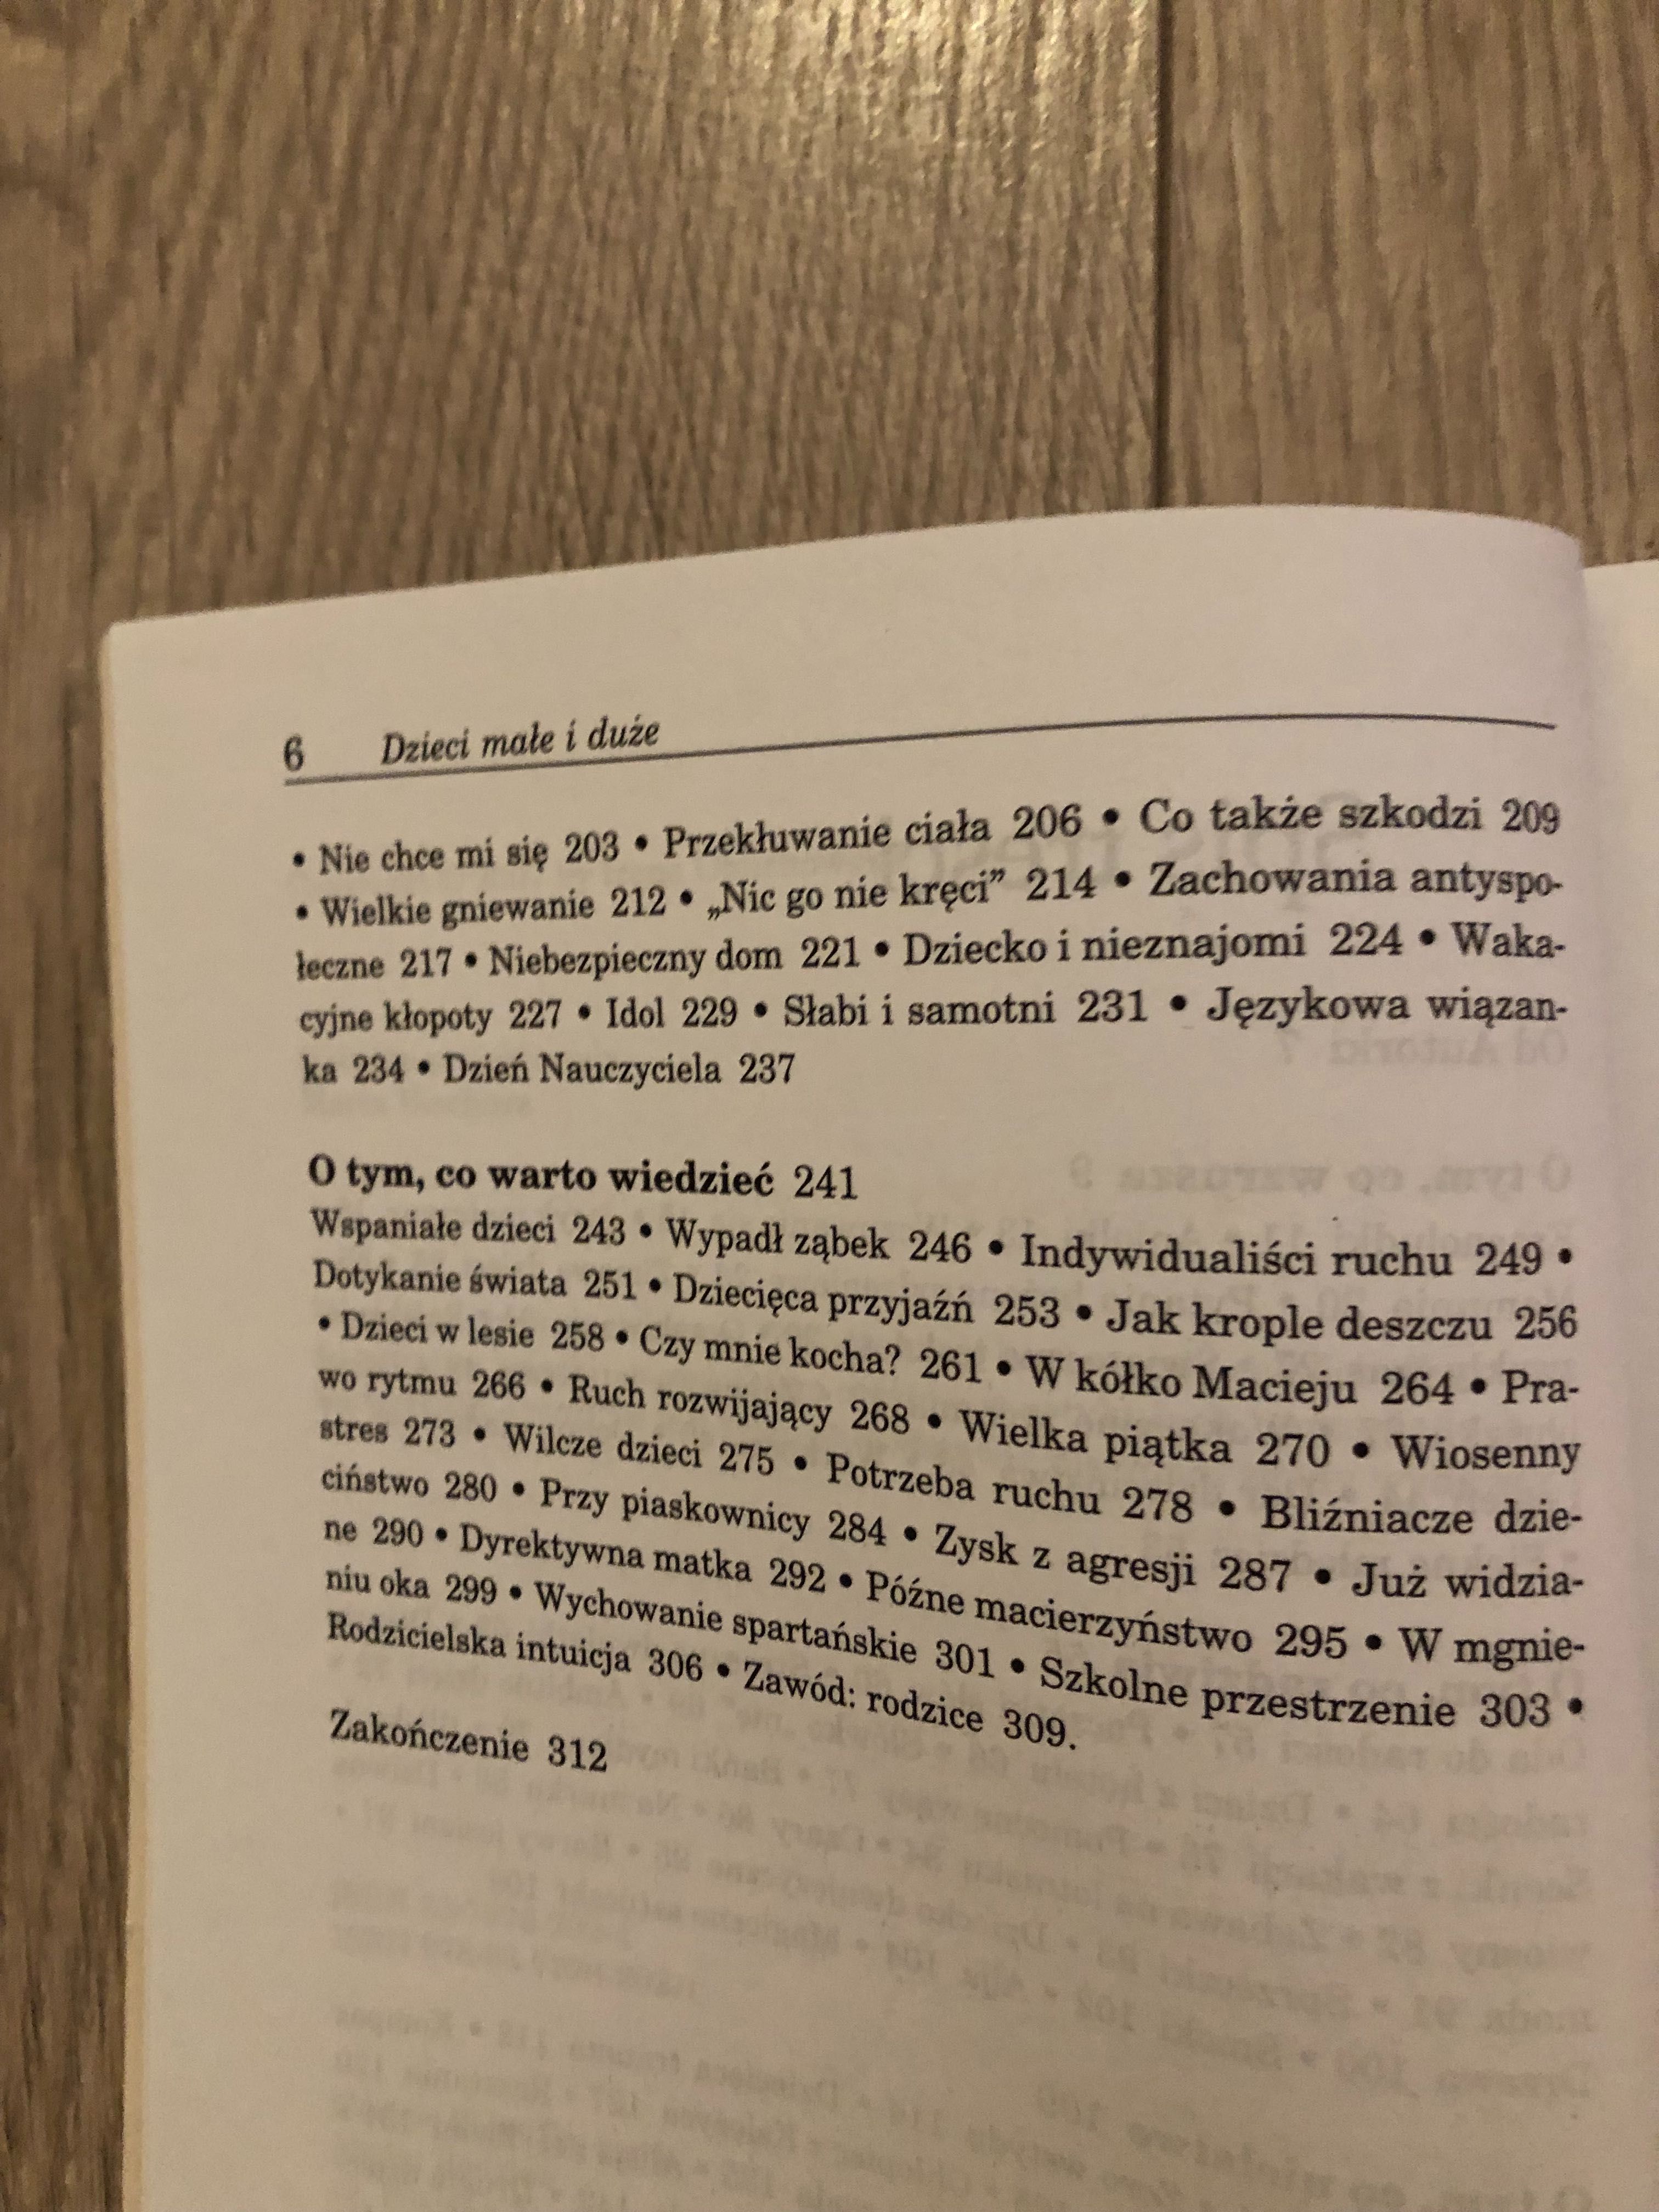 6 Dzieci małe i duże
• Nie chce mi się 203 • Przekłuwanie ciała 206 • Co także szkodzi 209
• Wielkie gniewanie 212 • „Nic go nie kręci” 214 • Zachowania antyspo-
łeczne 217 • Niebezpieczny dom 221 • Dziecko i nieznajomi 224 • Waka-
cyjne kłopoty 227 • Idol 229 • Słabi i samotni 231 • Językowa wiązan-
ka 234 • Dzień Nauczyciela 237
O tym, co warto wiedzieć 241
Wspaniałe dzieci 243 • Wypadł ząbek 246 • Indywidualiści ruchu 249 •
Dotykanie świata 251 • Dziecięca przyjaźń 253 • Jak krople deszczu 256
• Dzieci w lesie 258 • Czy mnie kocha? 261 • W kółko Macieju 264 • Pra-
wo rytmu 266 • Ruch rozwijający 268 • Wielka piątka 270 • Wiosenny
stres 273 • Wilcze dzieci 275 • Potrzeba ruchu 278 • Bliźniacze dzie-
ciństwo 280 • Przy piaskownicy 284 • Zysk z agresji 287 • Już widzia-
ne 290 • Dyrektywna matka 292 • Późne macierzyństwo 295 • W mgnie-
niu oka 299 • Wychowanie spartańskie 301 • Szkolne przestrzenie 303 •
Rodzicielska intuicja 306 • Zawód: rodzice 309.
Zakończenie 312